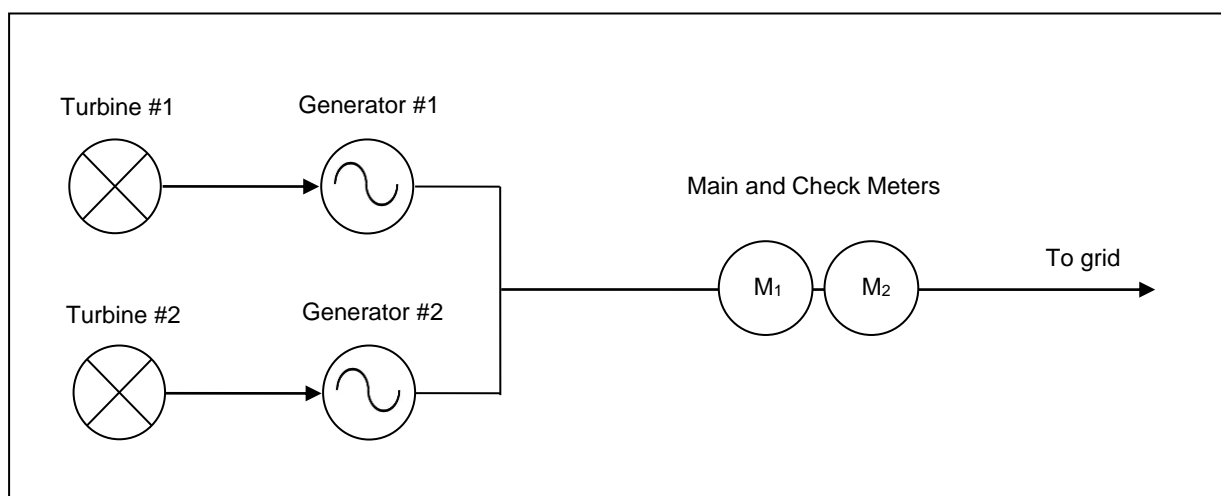 Turbine #1
Generator #1
Main and Check Meters
To grid
M₁
M₂
Turbine #2
Generator #2